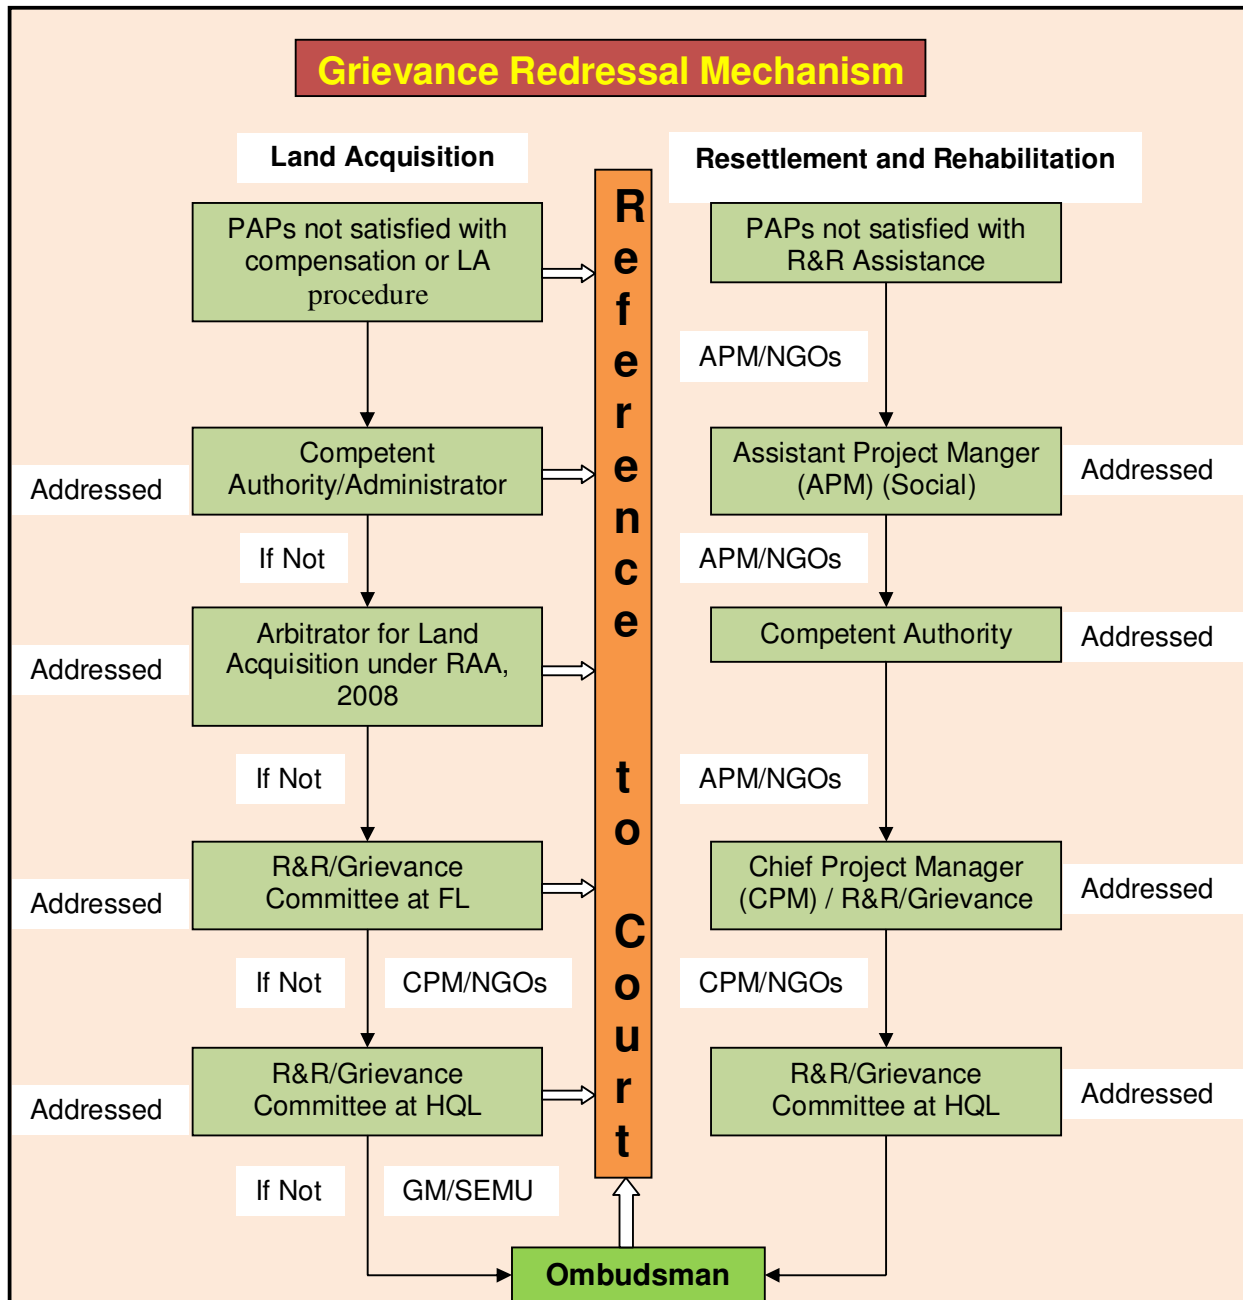 Grievance Redressal Mechanism
Land Acquisition
Resettlement and Rehabilitation
Reference to Court
PAPs not satisfied with
compensation or LA
procedure
PAPs not satisfied with
R&R Assistance
APM/NGOs
Competent
Authority/Administrator
Addressed
Assistant Project Manger
(APM) (Social)
Addressed
If Not
APM/NGOs
Arbitrator for Land
Acquisition under RAA,
2008
Addressed
Competent Authority
Addressed
If Not
APM/NGOs
R&R/Grievance
Committee at FL
Addressed
Chief Project Manager
(CPM) / R&R/Grievance
Addressed
If Not
CPM/NGOs
CPM/NGOs
R&R/Grievance
Committee at HQL
Addressed
R&R/Grievance
Committee at HQL
Addressed
If Not
GM/SEMU
Ombudsman